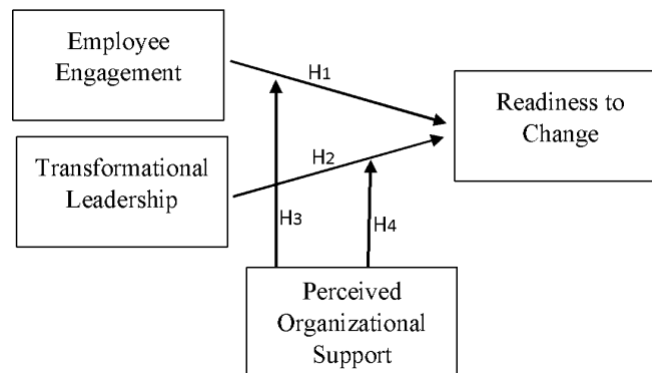 Employee
Engagement
H1
Readiness to
Change
H2
Transformational
Leadership
H3
H4
Perceived
Organizational
Support